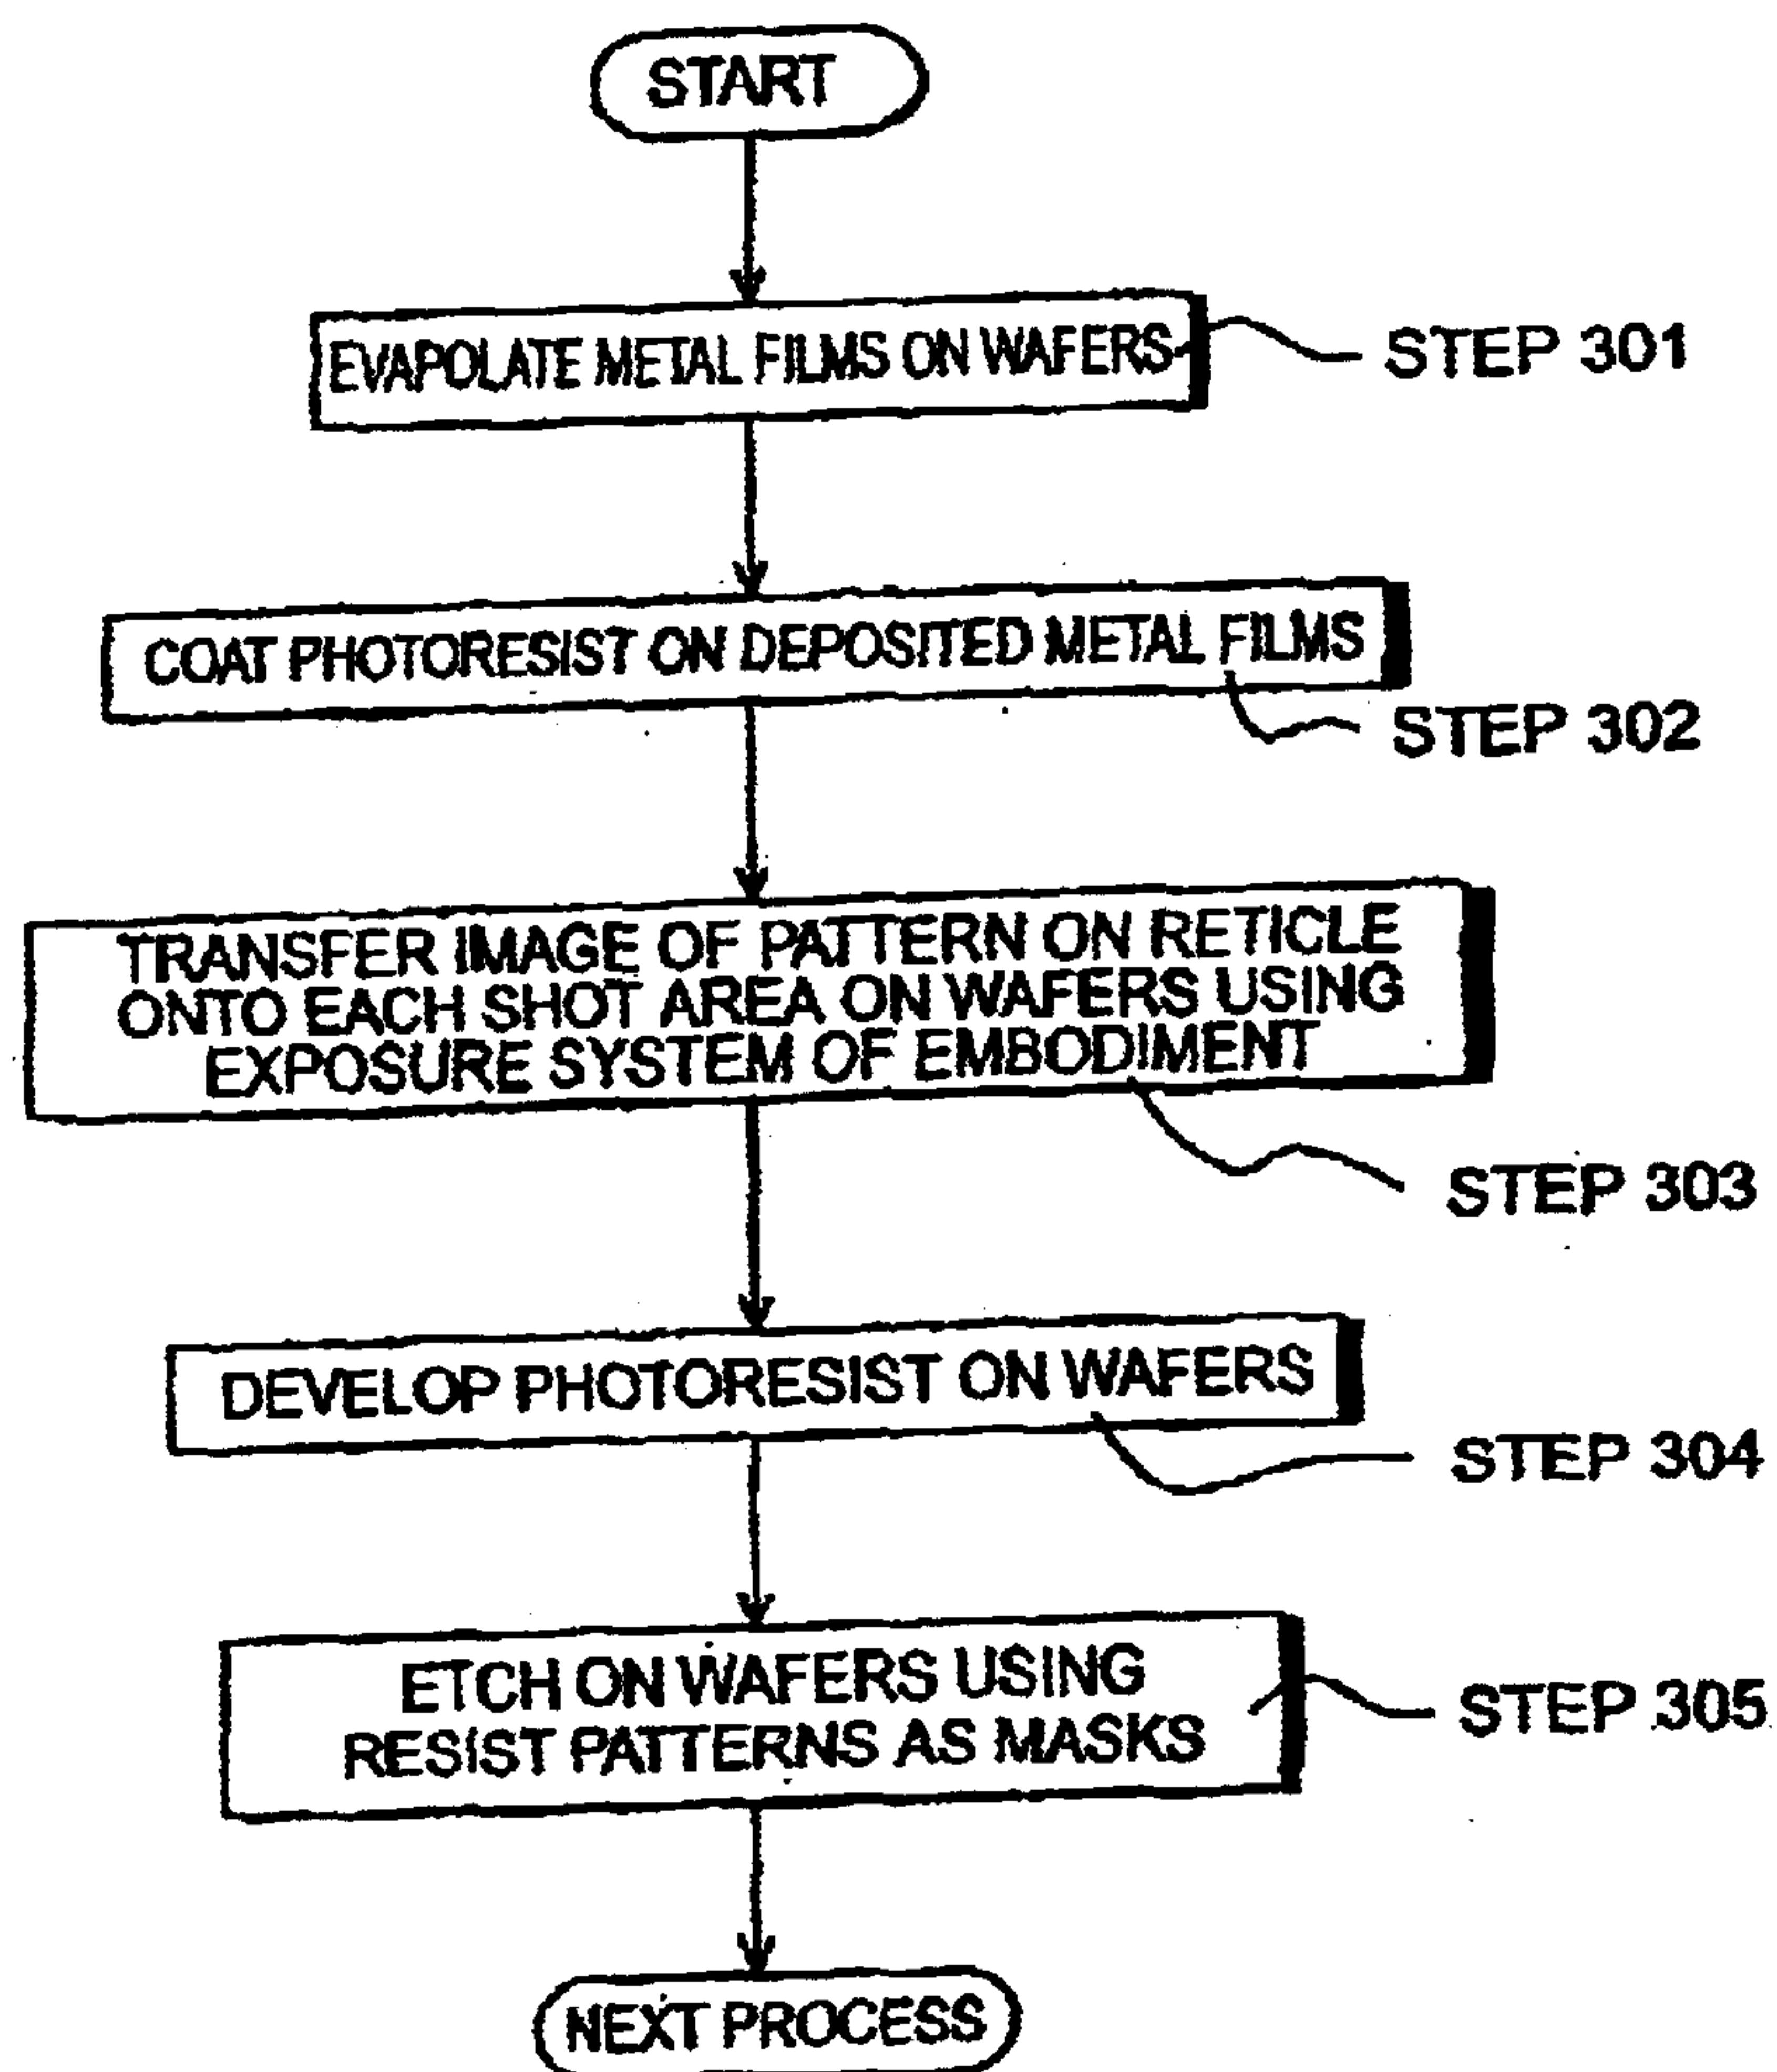 START
EVAPOLATE METAL FILMS ON WAFERS
STEP 301
COAT PHOTORESIST ON DEPOSITED METAL FILMS
STEP 302
TRANSFER IMAGE OF PATTERN ON RETICLE
ONTO EACH SHOT AREA ON WAFERS USING
EXPOSURE SYSTEM OF EMBODIMENT
STEP 303
DEVELOP PHOTORESIST ON WAFERS
STEP 304
ETCH ON WAFERS USING
RESIST PATTERNS AS MASKS
STEP 305
NEXT PROCESS